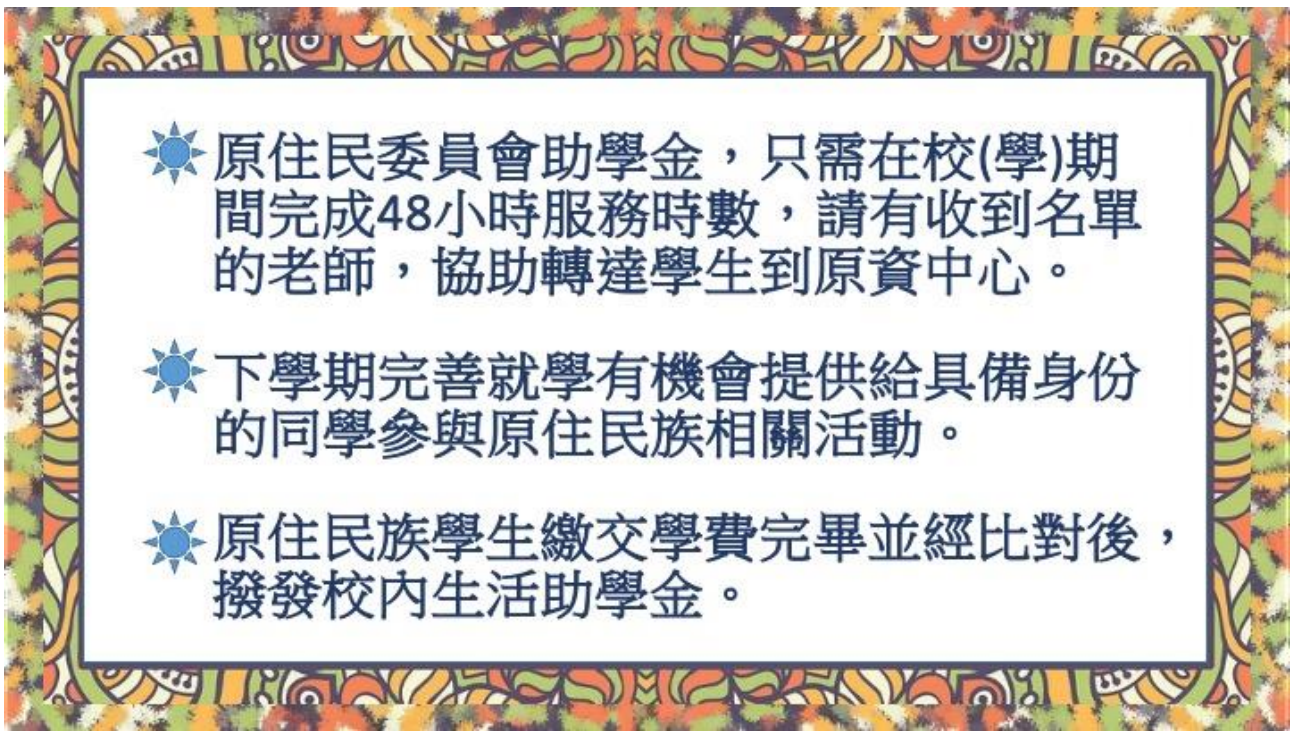 原住民委員會助學金，只需在校(學)期
間完成48小時服務時數，請有收到名單
的老師，協助轉達學生到原資中心。
下學期完善就學有機會提供給具備身份
的同學參與原住民族相關活動。
原住民族學生繳交學費完畢並經比對後，
撥發校內生活助學金。